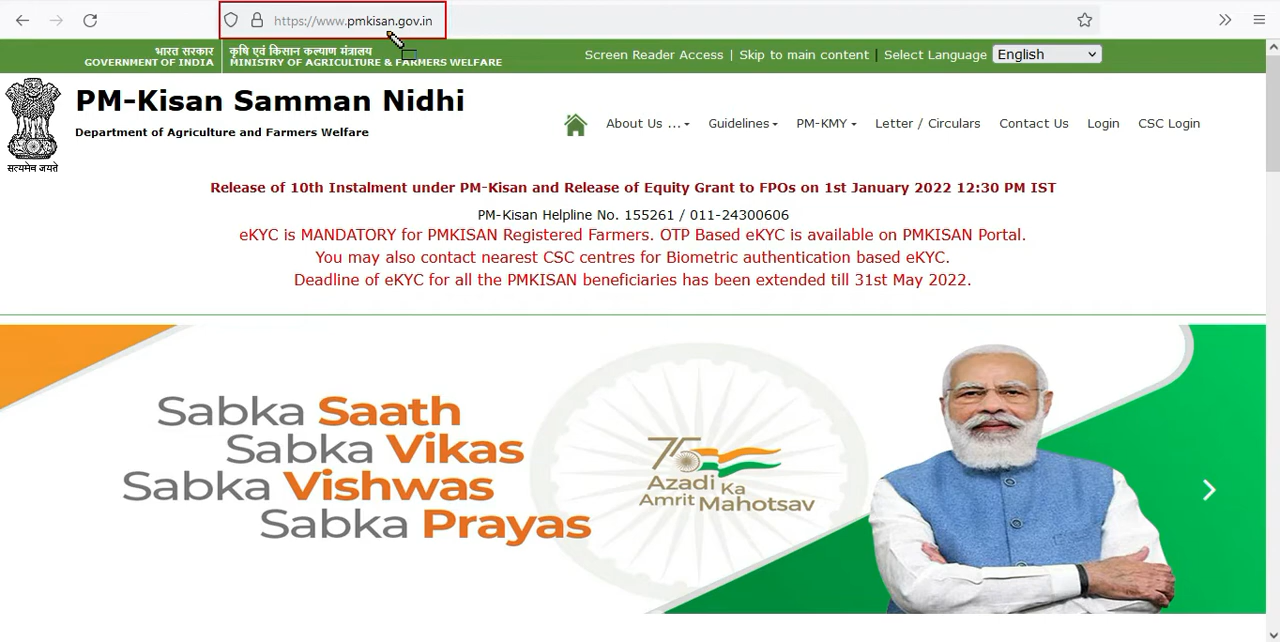 https://www.pmkisan.gov.in
भारत सरकार
GOVERNMENT OF INDIA
कृषि एवं किसान कल्याण मंत्रालय
MINISTRY OF AGRICULTURE & FARMERS WELFARE
Screen Reader Access | Skip to main content | Select Language English
सत्यमेव जयते
PM-Kisan Samman Nidhi
Department of Agriculture and Farmers Welfare
About Us ... Guidelines PM-KMY Letter / Circulars Contact Us Login CSC Login
Release of 10th Instalment under PM-Kisan and Release of Equity Grant to FPOs on 1st January 2022 12:30 PM IST
PM-Kisan Helpline No. 155261 / 011-24300606
eKYC is MANDATORY for PMKISAN Registered Farmers. OTP Based eKYC is available on PMKISAN Portal.
You may also contact nearest CSC centres for Biometric authentication based eKYC.
Deadline of eKYC for all the PMKISAN beneficiaries has been extended till 31st May 2022.
Sabka Saath
Sabka Vikas
Sabka Vishwas
Sabka Prayas
75
Azadi Ka
Amrit Mahotsav